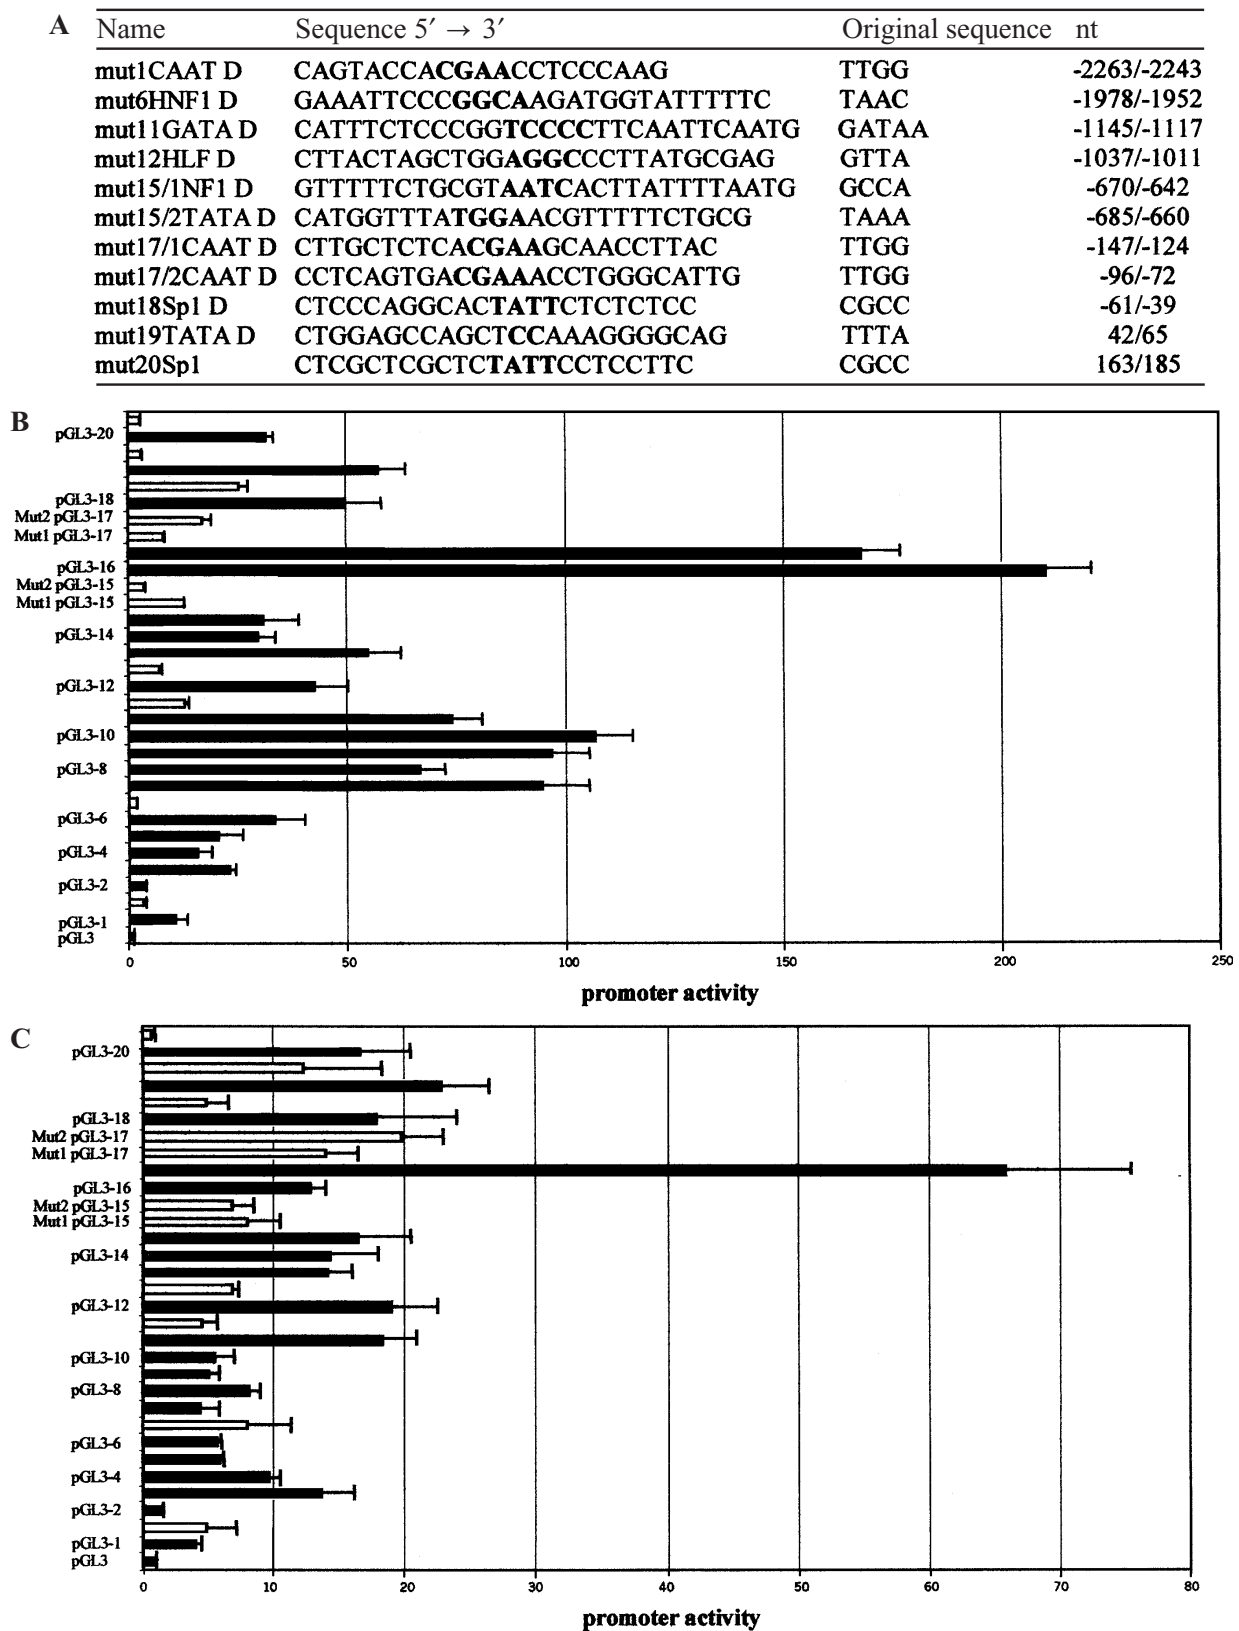 A
Name Sequence 5′ → 3′ Original sequence nt
mut1CAAT D CAGTACCACGAACCTCCCAAG TTGG -2263/-2243
mut6HNF1 D GAAATTCCCGGCAAGATGGTATTTTTC TAAC -1978/-1952
mut11GATA D CATTTCTCCCGGTCCCCTTCAATTCAATG GATAA -1145/-1117
mut12HLF D CTTACTAGCTGGAGGCCCTTATGCGAG GTTA -1037/-1011
mut15/1NF1 D GTTTTTCTGCGTAATCACTTATTTTAATG GCCA -670/-642
mut15/2TATA D CATGGTTTATGGAACGTTTTTCTGCG TAAA -685/-660
mut17/1CAAT D CTTGCTCTCACGAAGCAACCTTAC TTGG -147/-124
mut17/2CAAT D CCTCAGTGACGAAACCTGGGCATTG TTGG -96/-72
mut18Sp1 D CTCCCAGGCACTATTCTCTCTCC CGCC -61/-39
mut19TATA D CTGGAGCCAGCTCCAAAGGGGCAG TTTA 42/65
mut20Sp1 CTCGCTCGCTCTATTCCTCCTTC CGCC 163/185
B
pGL3-20
pGL3-18
Mut2 pGL3-17
Mut1 pGL3-17
pGL3-16
Mut2 pGL3-15
Mut1 pGL3-15
pGL3-14
pGL3-12
pGL3-10
pGL3-8
pGL3-6
pGL3-4
pGL3-2
pGL3-1
pGL3
0 50 100 150 200 250
promoter activity
C
pGL3-20
pGL3-18
Mut2 pGL3-17
Mut1 pGL3-17
pGL3-16
Mut2 pGL3-15
Mut1 pGL3-15
pGL3-14
pGL3-12
pGL3-10
pGL3-8
pGL3-6
pGL3-4
pGL3-2
pGL3-1
pGL3
0 10 20 30 40 50 60 70 80
promoter activity